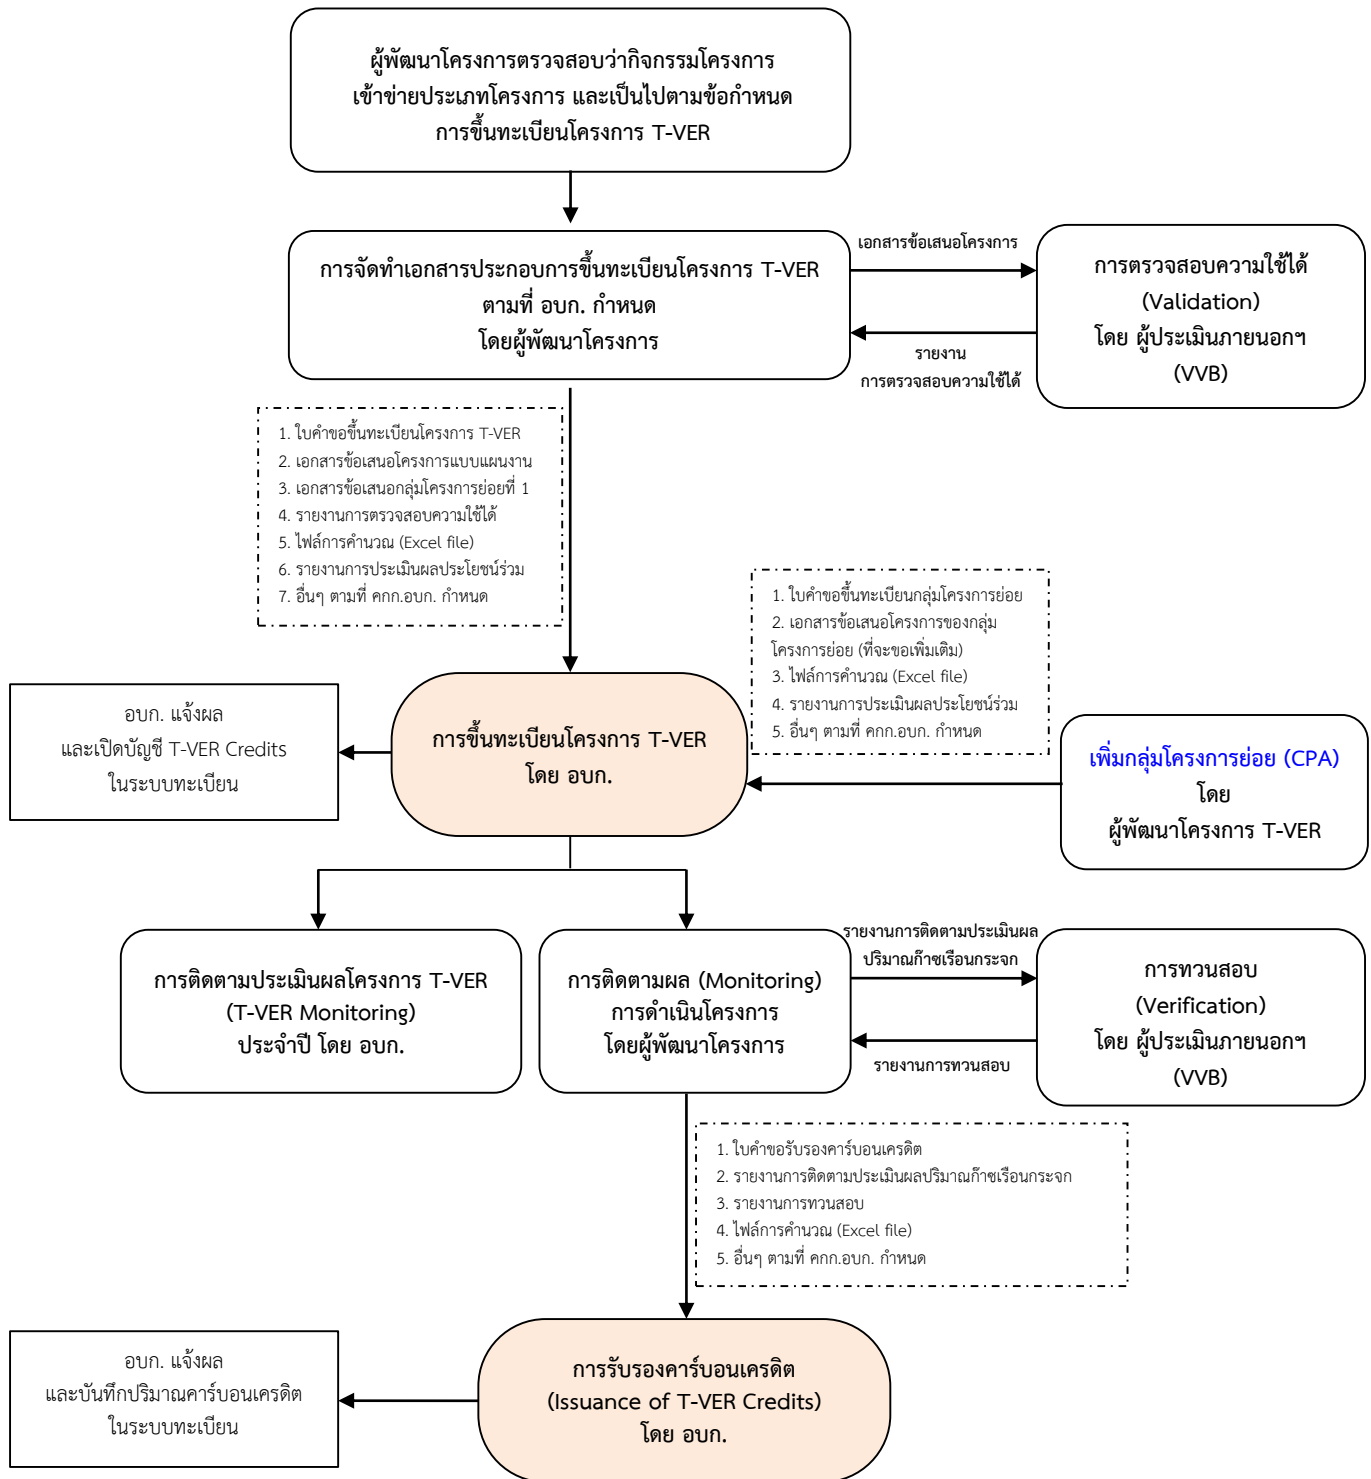 ผู้พัฒนาโครงการตรวจสอบว่ากิจกรรมโครงการ
เข้าข่ายประเภทโครงการ และเป็นไปตามข้อกำหนด
การขึ้นทะเบียนโครงการ T-VER
การจัดทำเอกสารประกอบการขึ้นทะเบียนโครงการ T-VER
ตามที่ อบก. กำหนด
โดยผู้พัฒนาโครงการ
เอกสารข้อเสนอโครงการ
รายงาน
การตรวจสอบความใช้ได้
การตรวจสอบความใช้ได้
(Validation)
โดย ผู้ประเมินภายนอกฯ
(VVB)
1. ใบคำขอขึ้นทะเบียนโครงการ T-VER
2. เอกสารข้อเสนอโครงการแบบแผนงาน
3. เอกสารข้อเสนอกลุ่มโครงการย่อยที่ 1
4. รายงานการตรวจสอบความใช้ได้
5. ไฟล์การคำนวณ (Excel file)
6. รายงานการประเมินผลประโยชน์ร่วม
7. อื่นๆ ตามที่ คกก.อบก. กำหนด
1. ใบคำขอขึ้นทะเบียนกลุ่มโครงการย่อย
2. เอกสารข้อเสนอโครงการของกลุ่ม
โครงการย่อย (ที่จะขอเพิ่มเติม)
3. ไฟล์การคำนวณ (Excel file)
4. รายงานการประเมินผลประโยชน์ร่วม
5. อื่นๆ ตามที่ คกก.อบก. กำหนด
อบก. แจ้งผล
และเปิดบัญชี T-VER Credits
ในระบบทะเบียน
การขึ้นทะเบียนโครงการ T-VER
โดย อบก.
เพิ่มกลุ่มโครงการย่อย (CPA)
โดย
ผู้พัฒนาโครงการ T-VER
การติดตามประเมินผลโครงการ T-VER
(T-VER Monitoring)
ประจำปี โดย อบก.
การติดตามผล (Monitoring)
การดำเนินโครงการ
โดยผู้พัฒนาโครงการ
รายงานการติดตามประเมินผล
ปริมาณก๊าซเรือนกระจก
รายงานการทวนสอบ
การทวนสอบ
(Verification)
โดย ผู้ประเมินภายนอกฯ
(VVB)
1. ใบคำขอรับรองคาร์บอนเครดิต
2. รายงานการติดตามประเมินผลปริมาณก๊าซเรือนกระจก
3. รายงานการทวนสอบ
4. ไฟล์การคำนวณ (Excel file)
5. อื่นๆ ตามที่ คกก.อบก. กำหนด
อบก. แจ้งผล
และบันทึกปริมาณคาร์บอนเครดิต
ในระบบทะเบียน
การรับรองคาร์บอนเครดิต
(Issuance of T-VER Credits)
โดย อบก.